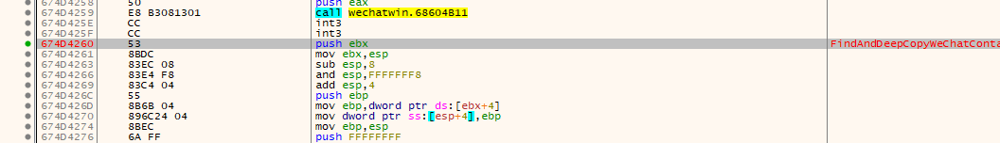 674D4258 50 push eax
674D4259 E8 B3081301 call wechatwin.68604B11
674D425E CC int3
674D425F CC int3
674D4260 53 push ebx FindAndDeepCopyWeChatConta
674D4261 8BDC mov ebx,esp
674D4263 83EC 08 sub esp,8
674D4266 83E4 F8 and esp,FFFFFFF8
674D4269 83C4 04 add esp,4
674D426C 55 push ebp
674D426D 8B6B 04 mov ebp,dword ptr ds:[ebx+4]
674D4270 896C24 04 mov dword ptr ss:[esp+4],ebp
674D4274 8BEC mov ebp,esp
674D4276 6A FF push FFFFFFFF